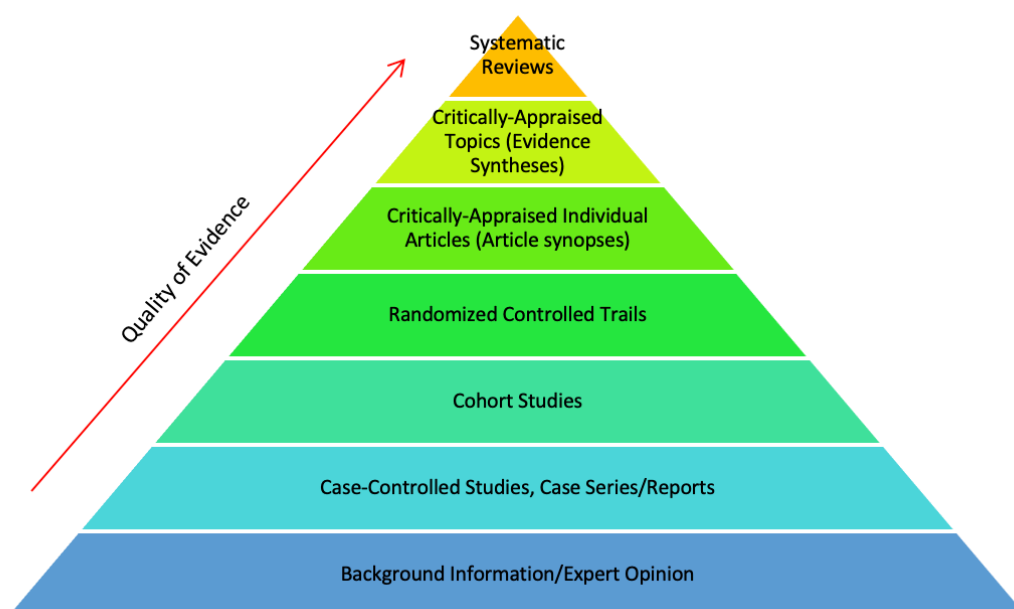 Systematic
Reviews
Critically-Appraised
Topics (Evidence
Syntheses)
Critically-Appraised Individual
Articles (Article synopses)
Randomized Controlled Trails
Cohort Studies
Case-Controlled Studies, Case Series/Reports
Background Information/Expert Opinion
Quality of Evidence